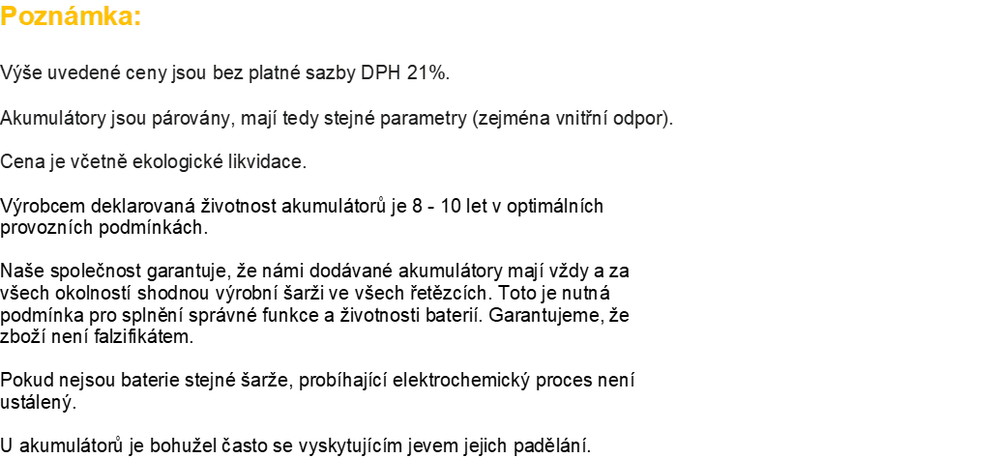 Poznámka:
Výše uvedené ceny jsou bez platné sazby DPH 21%.
Akumulátory jsou párovány, mají tedy stejné parametry (zejména vnitřní odpor).
Cena je včetně ekologické likvidace.
Výrobcem deklarovaná životnost akumulátorů je 8 - 10 let v optimálních
provozních podmínkách.
Naše společnost garantuje, že námi dodávané akumulátory mají vždy a za
všech okolností shodnou výrobní šarži ve všech řetězcích. Toto je nutná
podmínka pro splnění správné funkce a životnosti baterií. Garantujeme, že
zboží není falzifikátem.
Pokud nejsou baterie stejné šarže, probíhající elektrochemický proces není
ustálený.
U akumulátorů je bohužel často se vyskytujícím jevem jejich padělání.